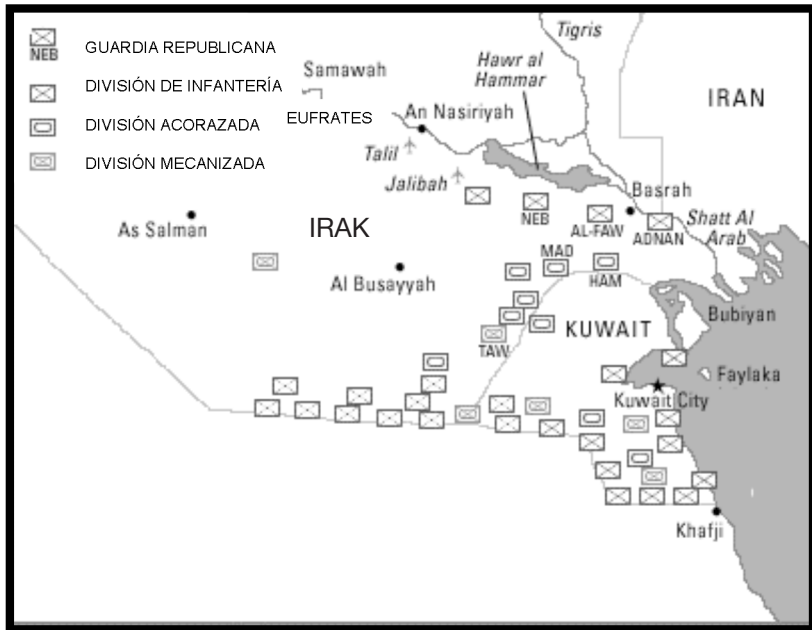 NEB
GUARDIA REPUBLICANA
DIVISIÓN DE INFANTERÍA
DIVISIÓN ACORAZADA
DIVISIÓN MECANIZADA
Tigris
Hawr al
Hammar
Samawah
IRAN
EUFRATES
An Nasiriyah
Talil
Jalibah
Basrah
As Salman
IRAK
NEB
AL-FAW
ADNAN
Shatt Al
Arab
MAD
HAM
Al Busayyah
Bubiyan
KUWAIT
TAW
Faylaka
Kuwait City
Khafji